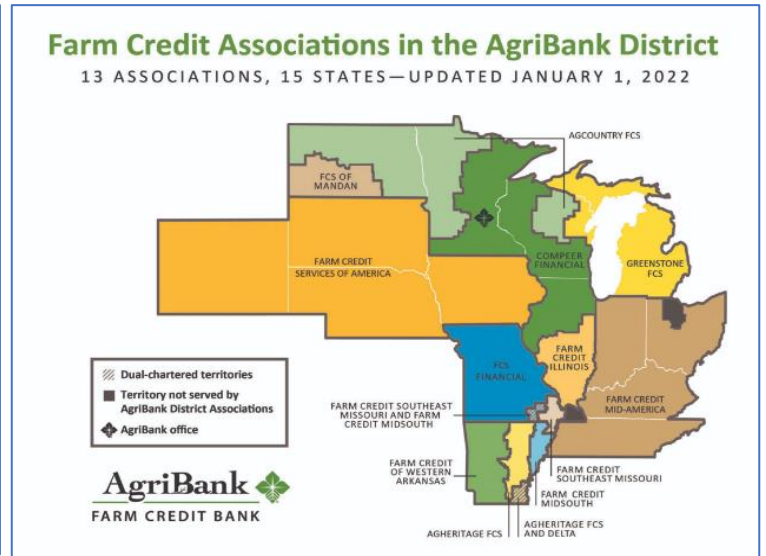 Farm Credit Associations in the AgriBank District
13 ASSOCIATIONS, 15 STATES—UPDATED JANUARY 1, 2022
AGCOUNTRY FCS
FCS OF
MANDAN
FARM CREDIT
SERVICES OF AMERICA
COMPEER
FINANCIAL
GREENSTONE
FCS
FCS
FINANCIAL
FARM
CREDIT
ILLINOIS
FARM CREDIT
MID-AMERICA
Dual-chartered territories
Territory not served by
AgriBank District Associations
AgriBank office
FARM CREDIT SOUTHEAST
MISSOURI AND FARM
CREDIT MIDSOUTH
FARM CREDIT
OF WESTERN
ARKANSAS
FARM CREDIT
SOUTHEAST MISSOURI
FARM CREDIT
MIDSOUTH
AGHERITAGE FCS
AGHERITAGE FCS
AND DELTA
AgriBank
FARM CREDIT BANK